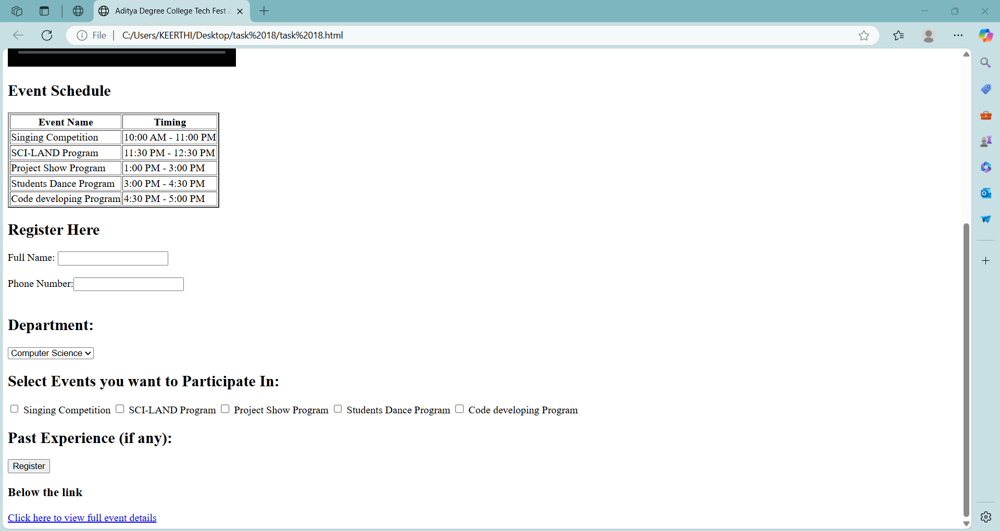 Aditya Degree College Tech Fest 2
File
C:/Users/KEERTHI/Desktop/task%2018/task%2018.html
Event Schedule
Event Name Timing
Singing Competition 10:00 AM - 11:00 PM
SCI-LAND Program 11:30 PM - 12:30 PM
Project Show Program 1:00 PM - 3:00 PM
Students Dance Program 3:00 PM - 4:30 PM
Code developing Program 4:30 PM - 5:00 PM
Register Here
Full Name:
Phone Number:
Department:
Computer Science
Select Events you want to Participate In:
Singing Competition SCI-LAND Program Project Show Program Students Dance Program Code developing Program
Past Experience (if any):
Register
Below the link
Click here to view full event details